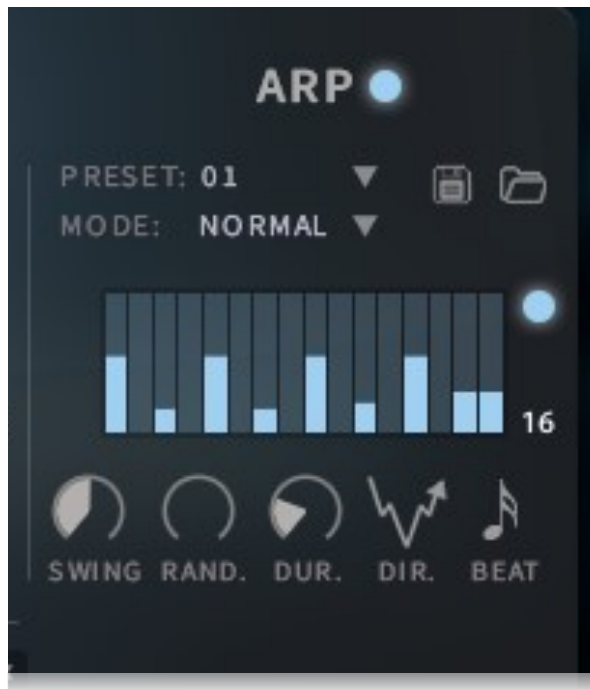 ARP
PRESET: 01
MODE: NORMAL
16
SWING RAND. DUR. DIR. BEAT